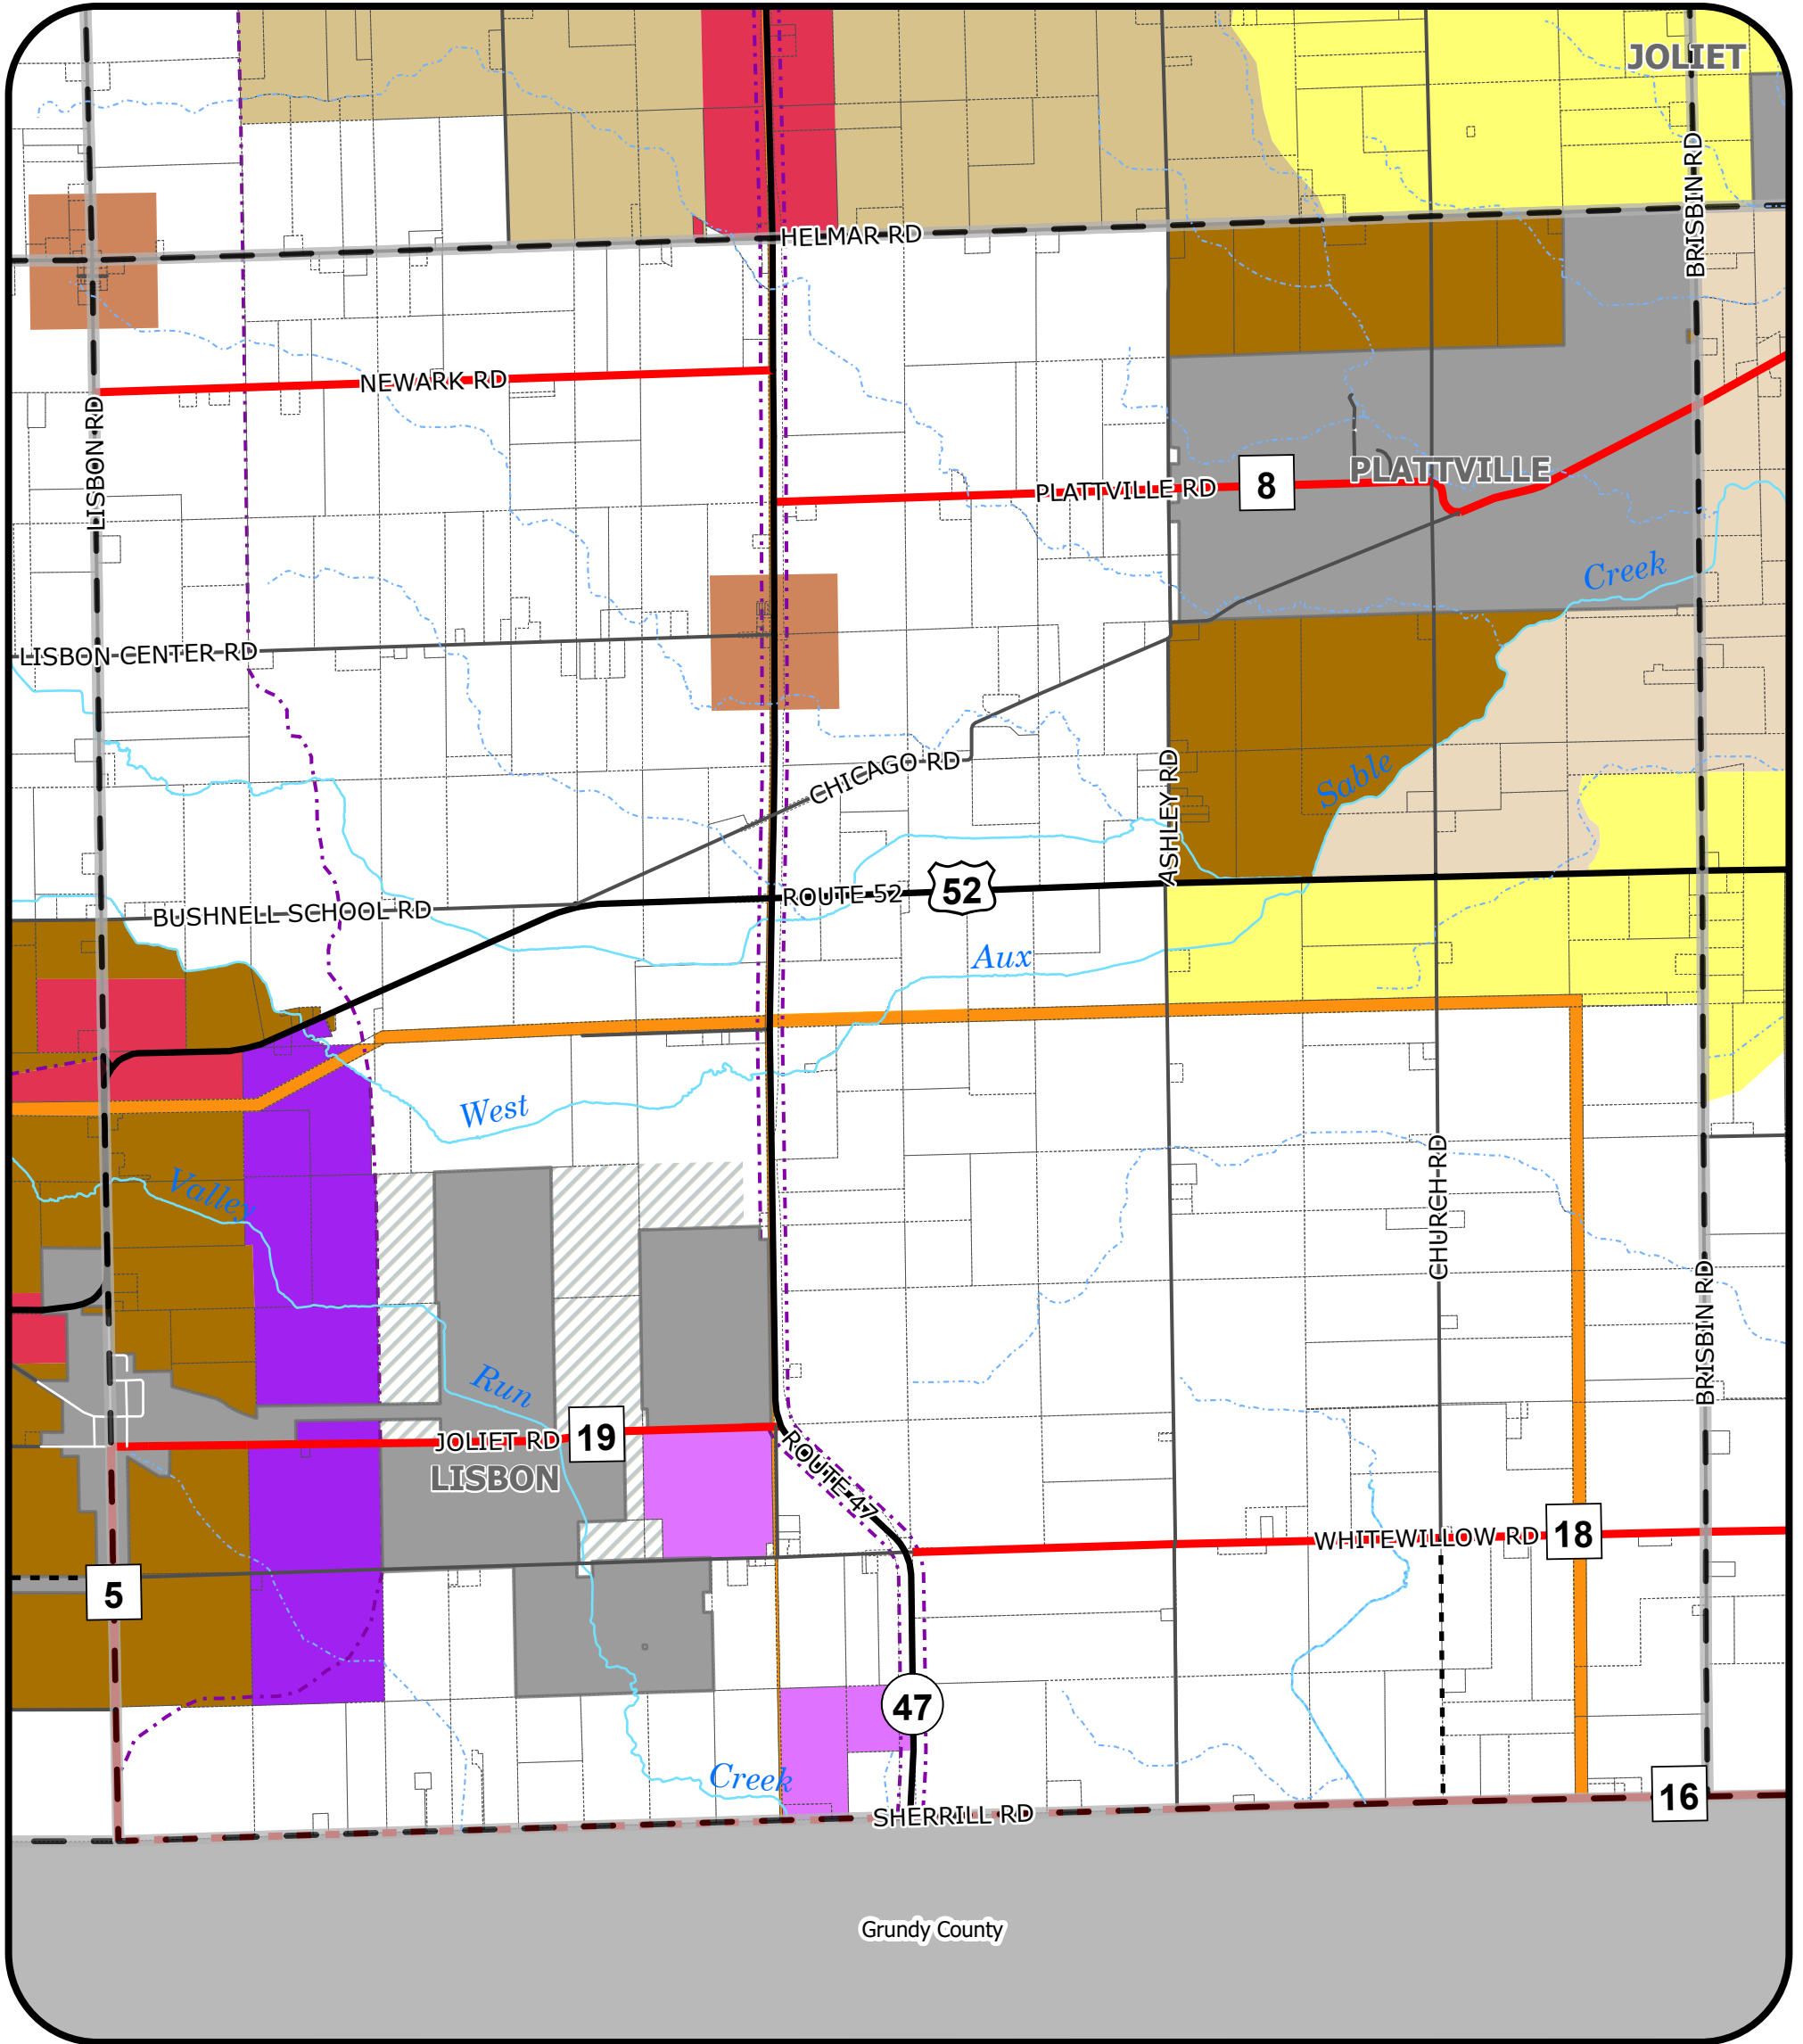 JOLIET
BRISBIN RD
HELMAR RD
NEWARK RD
LISBON RD
PLATTVILLE
8
PLATTVILLE RD
Creek
LISBON CENTER RD
CHICAGO RD
Sable
ASHLEY RD
ROUTE 52
52
BUSHNELL SCHOOL RD
Aux
West
CHURCH RD
Valley
BRISBIN RD
Run
JOLIET RD
19
LISBON
ROUTE 47
WHITEWILLOW RD
18
5
47
Creek
16
SHERRILL RD
Grundy County